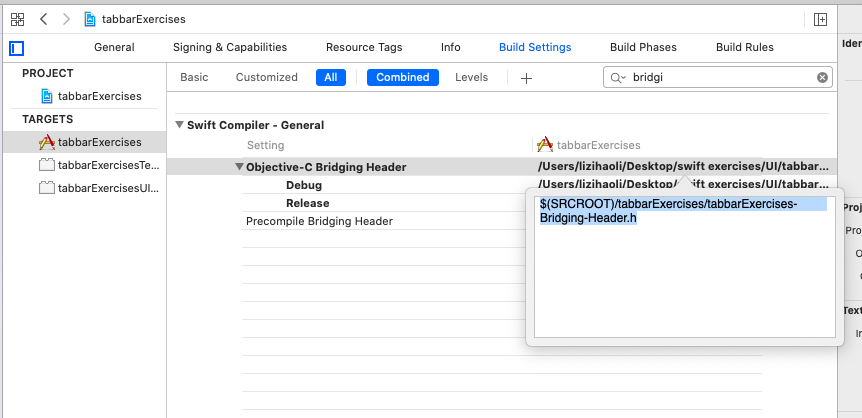 tabbarExercises
General Signing & Capabilities Resource Tags Info Build Settings Build Phases Build Rules
Iden
PROJECT
tabbarExercises
TARGETS
tabbarExercises
tabbarExercisesTe...
tabbarExercisesUI...
Basic Customized All Combined Levels + bridgi
Swift Compiler - General
Setting tabbarExercises
Objective-C Bridging Header /Users/lizihaoli/Desktop/swift exercises/UI/tabbar...
Debug /Users/lizihaoli/Desktop/swift exercises/UI/tabbar...
Release
Precompile Bridging Header
$(SRCROOT)/tabbarExercises/tabbarExercises-
Bridging-Header.h
Proj
Pro
O
Text
In